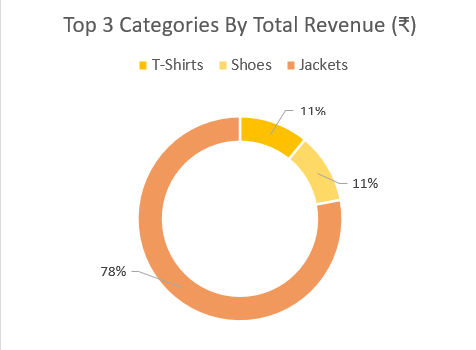 Top 3 Categories By Total Revenue (₹)
T-Shirts Shoes Jackets
11%
11%
78%